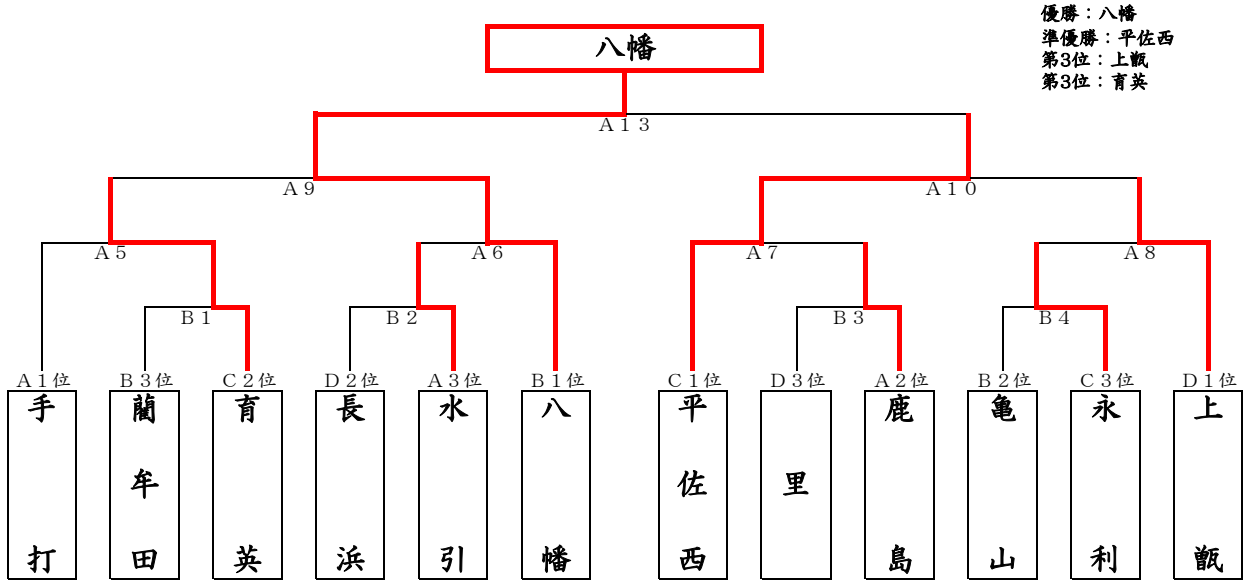 優勝：八幡
準優勝：平佐西
第3位：上甑
第3位：育英
八幡
Ａ１３
Ａ９
Ａ１０
Ａ５
Ａ６
Ａ７
Ａ８
Ｂ１
Ｂ２
Ｂ３
Ｂ４
Ａ１位
Ｂ３位
Ｃ２位
Ｄ２位
Ａ３位
Ｂ１位
Ｃ１位
Ｄ３位
Ａ２位
Ｂ２位
Ｃ３位
Ｄ１位
手打
藺牟田
育英
長浜
水引
八幡
平佐西
里
鹿島
亀山
永利
上甑